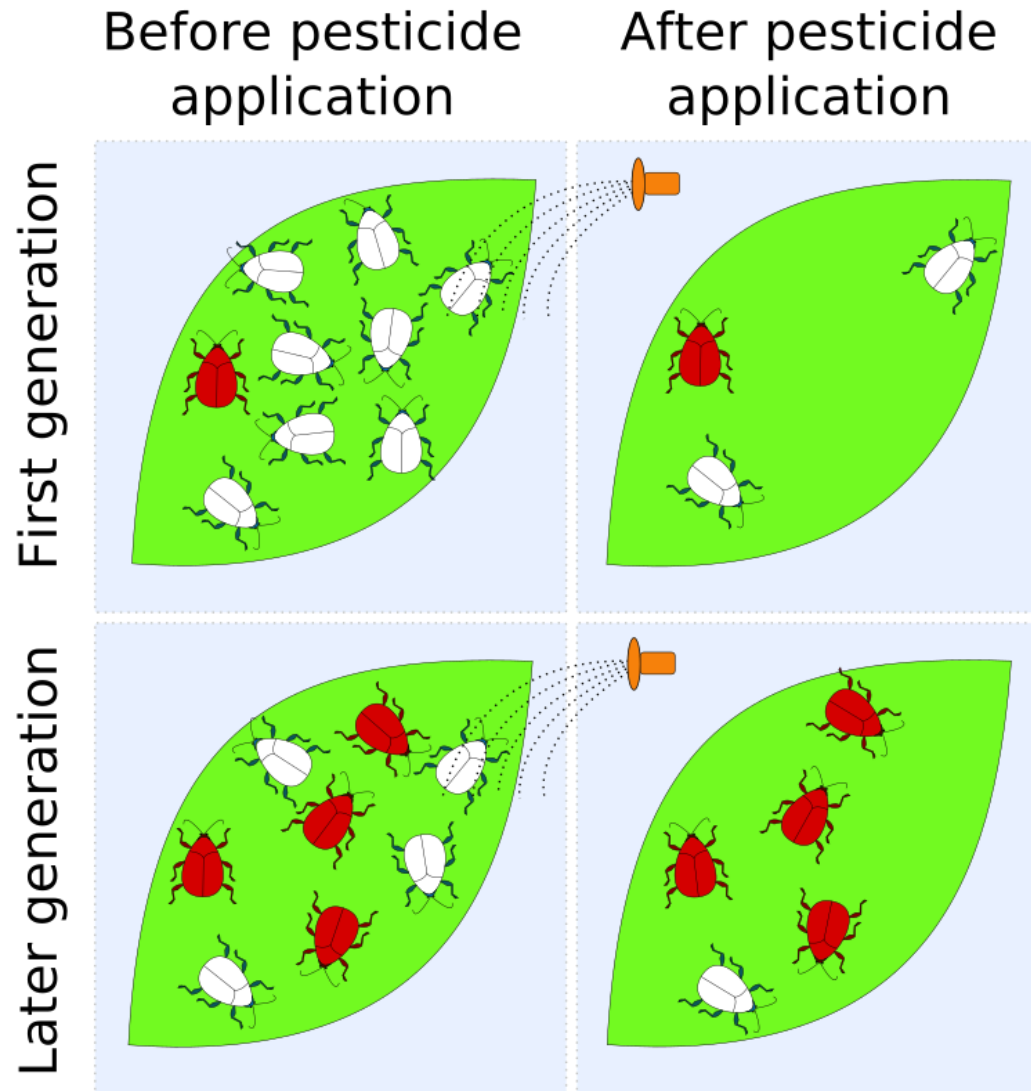 Before pesticide
application
After pesticide
application
First generation
Later generation